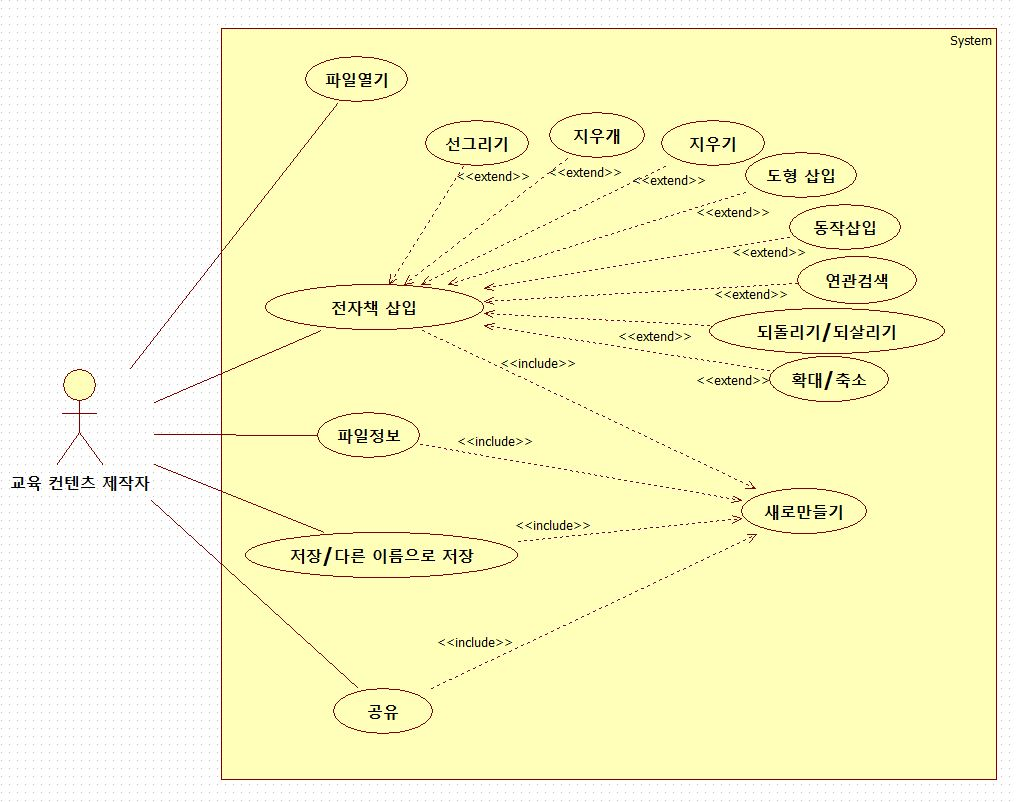 System
파일열기
선그리기
지우개
지우기
도형 삽입
<<extend>>
<<extend>>
<<extend>>
<<extend>>
동작삽입
<<extend>>
연관검색
<<extend>>
전자책 삽입
되돌리기/되살리기
<<extend>>
<<include>>
확대/축소
<<extend>>
파일정보
<<include>>
교육 컨텐츠 제작자
새로만들기
<<include>>
저장/다른 이름으로 저장
<<include>>
공유